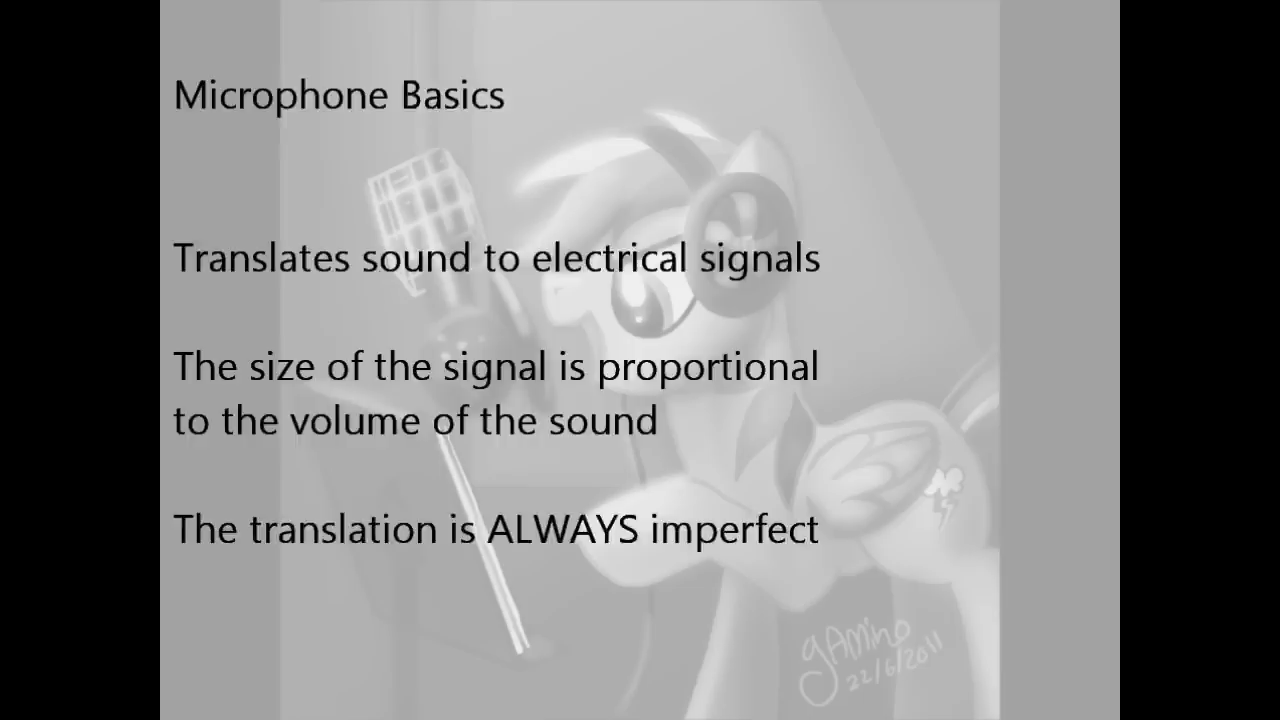 Microphone Basics
Translates sound to electrical signals
The size of the signal is proportional
to the volume of the sound
The translation is ALWAYS imperfect
gAMiNo
22/6/2011